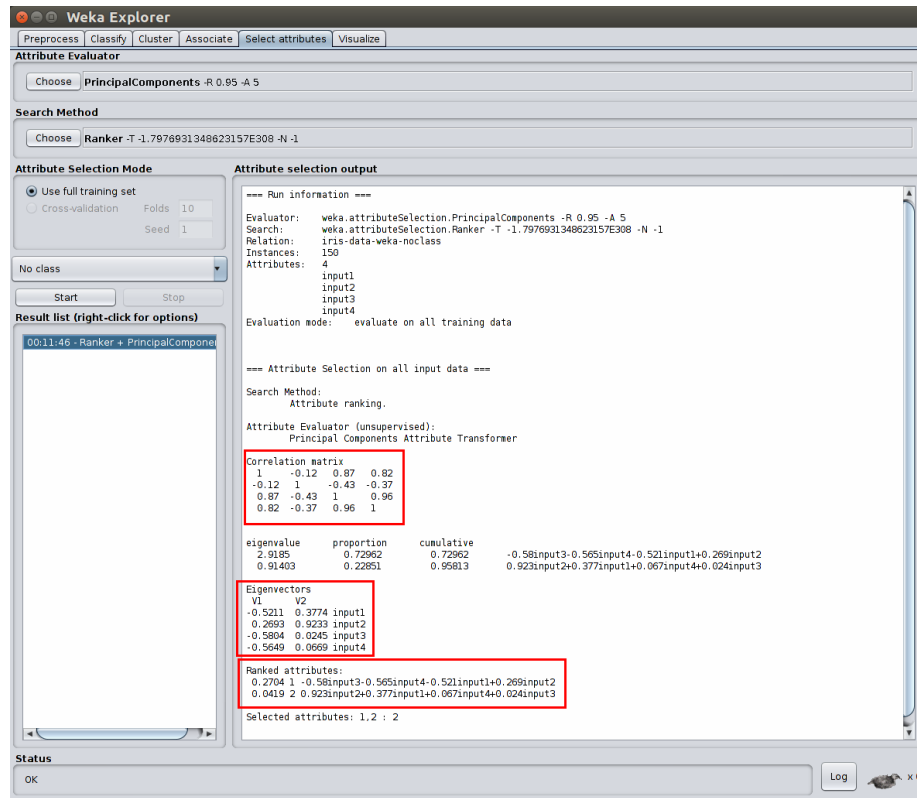 Weka Explorer
Preprocess Classify Cluster Associate Select attributes Visualize
Attribute Evaluator
Choose PrincipalComponents -R 0.95 -A 5
Search Method
Choose Ranker -T -1.7976931348623157E308 -N -1
Attribute Selection Mode
Use full training set
Cross-validation Folds 10
Seed 1
No class
Start Stop
Result list (right-click for options)
00:11:46 - Ranker + PrincipalCompone
Attribute selection output
=== Run information ===
Evaluator: weka.attributeSelection.PrincipalComponents -R 0.95 -A 5
Search: weka.attributeSelection.Ranker -T -1.7976931348623157E308 -N -1
Relation: iris-data-weka-noclass
Instances: 150
Attributes: 4
input1
input2
input3
input4
Evaluation mode: evaluate on all training data
=== Attribute Selection on all input data ===
Search Method:
Attribute ranking.
Attribute Evaluator (unsupervised):
Principal Components Attribute Transformer
Correlation matrix
1 -0.12 0.87 0.82
-0.12 1 -0.43 -0.37
0.87 -0.43 1 0.96
0.82 -0.37 0.96 1
eigenvalue proportion cumulative
2.9185 0.72962 0.72962 -0.58input3-0.565input4-0.521input1+0.269input2
0.91403 0.22851 0.95813 0.923input2+0.377input1+0.067input4+0.024input3
Eigenvectors
V1 V2
-0.5211 0.3774 input1
0.2693 0.9233 input2
-0.5804 0.0245 input3
-0.5649 0.0669 input4
Ranked attributes:
0.2704 1 -0.58input3-0.565input4-0.521input1+0.269input2
0.0419 2 0.923input2+0.377input1+0.067input4+0.024input3
Selected attributes: 1,2 : 2
Status
OK
Log
x